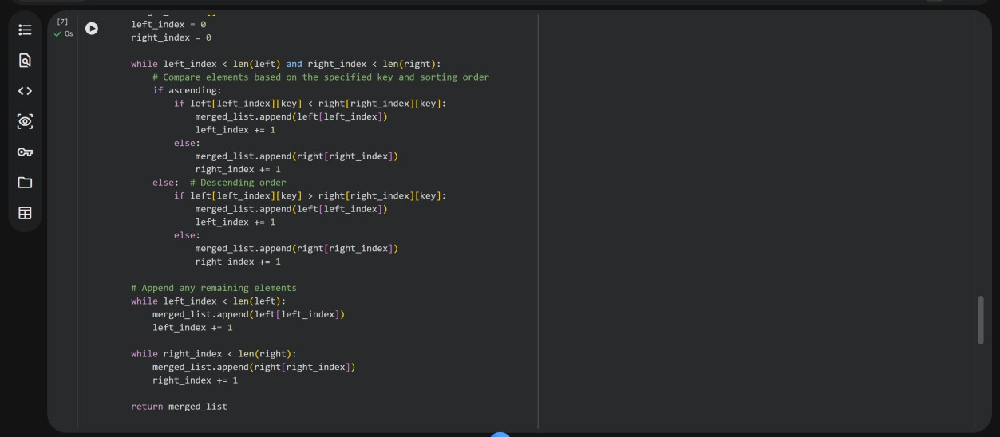 [7]
0s
left_index = 0
right_index = 0
while left_index < len(left) and right_index < len(right):
# Compare elements based on the specified key and sorting order
if ascending:
if left[left_index][key] < right[right_index][key]:
merged_list.append(left[left_index])
left_index += 1
else:
merged_list.append(right[right_index])
right_index += 1
else:  # Descending order
if left[left_index][key] > right[right_index][key]:
merged_list.append(left[left_index])
left_index += 1
else:
merged_list.append(right[right_index])
right_index += 1
# Append any remaining elements
while left_index < len(left):
merged_list.append(left[left_index])
left_index += 1
while right_index < len(right):
merged_list.append(right[right_index])
right_index += 1
return merged_list